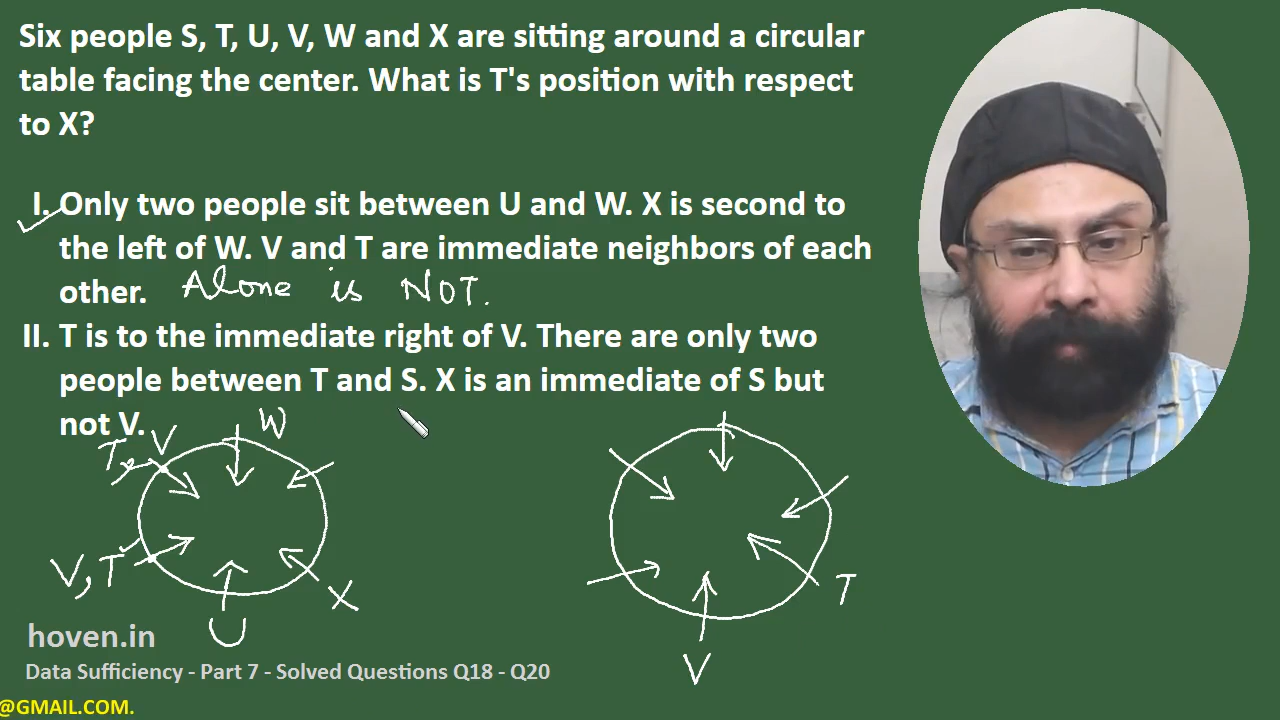 Six people S, T, U, V, W and X are sitting around a circular
table facing the center. What is T's position with respect
to X?
I. Only two people sit between U and W. X is second to
the left of W. V and T are immediate neighbors of each
other. Alone is NOT.
II. T is to the immediate right of V. There are only two
people between T and S. X is an immediate of S but
not V.
W
T, V
V, T
X
U
T
V
hoven.in
Data Sufficiency - Part 7 - Solved Questions Q18 - Q20
@GMAIL.COM.